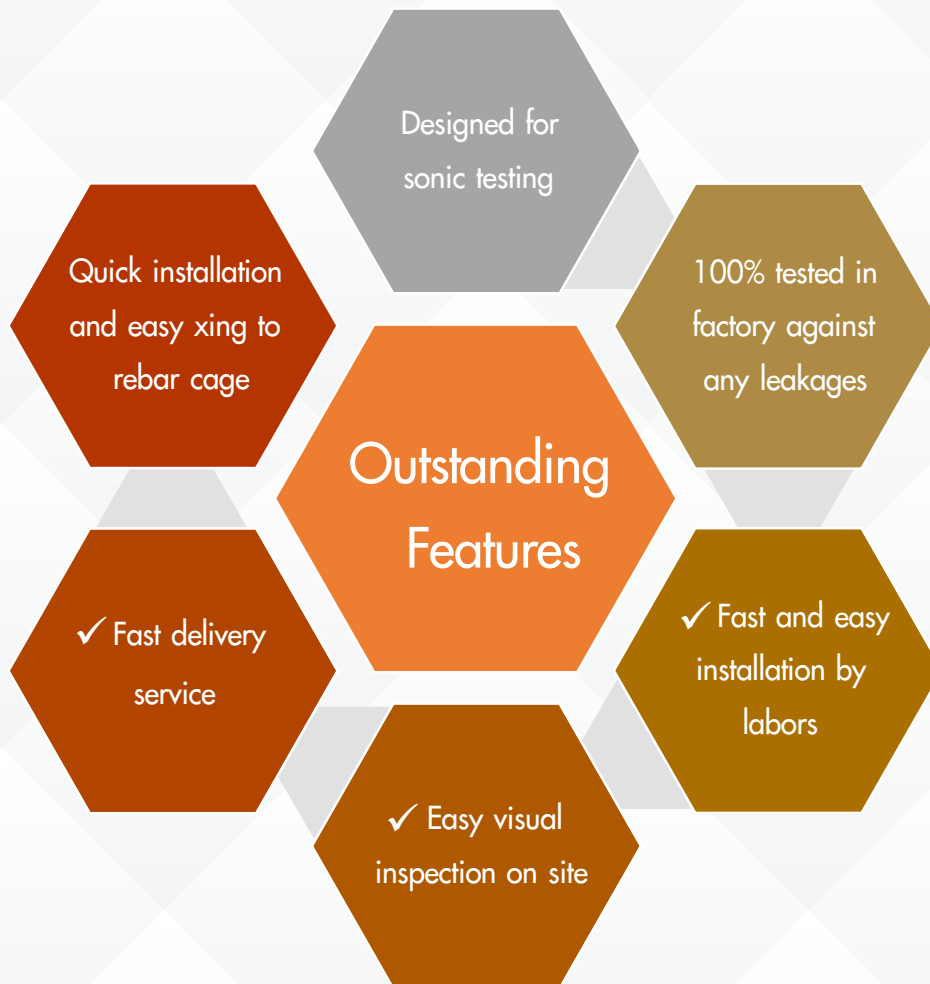 Designed for
sonic testing
Quick installation
and easy xing to
rebar cage
100% tested in
factory against
any leakages
Outstanding
Features
✓ Fast delivery
service
✓ Fast and easy
installation by
labors
✓ Easy visual
inspection on site